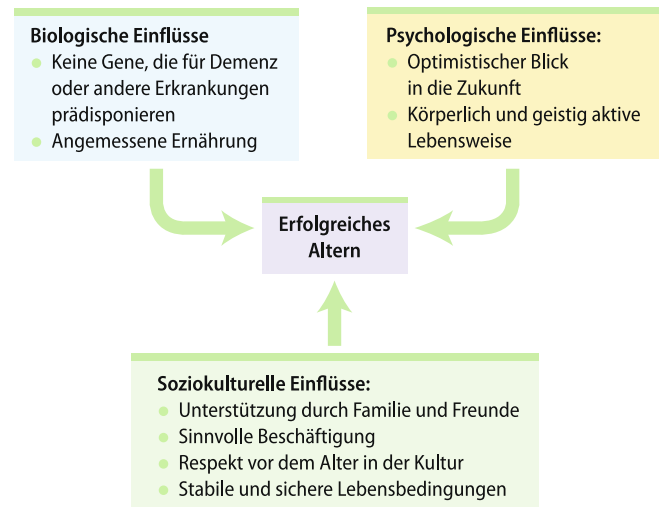 Biologische Einflüsse
Keine Gene, die für Demenz
oder andere Erkrankungen
prädisponieren
Angemessene Ernährung
Psychologische Einflüsse:
Optimistischer Blick
in die Zukunft
Körperlich und geistig aktive
Lebensweise
Erfolgreiches
Altern
Soziokulturelle Einflüsse:
Unterstützung durch Familie und Freunde
Sinnvolle Beschäftigung
Respekt vor dem Alter in der Kultur
Stabile und sichere Lebensbedingungen